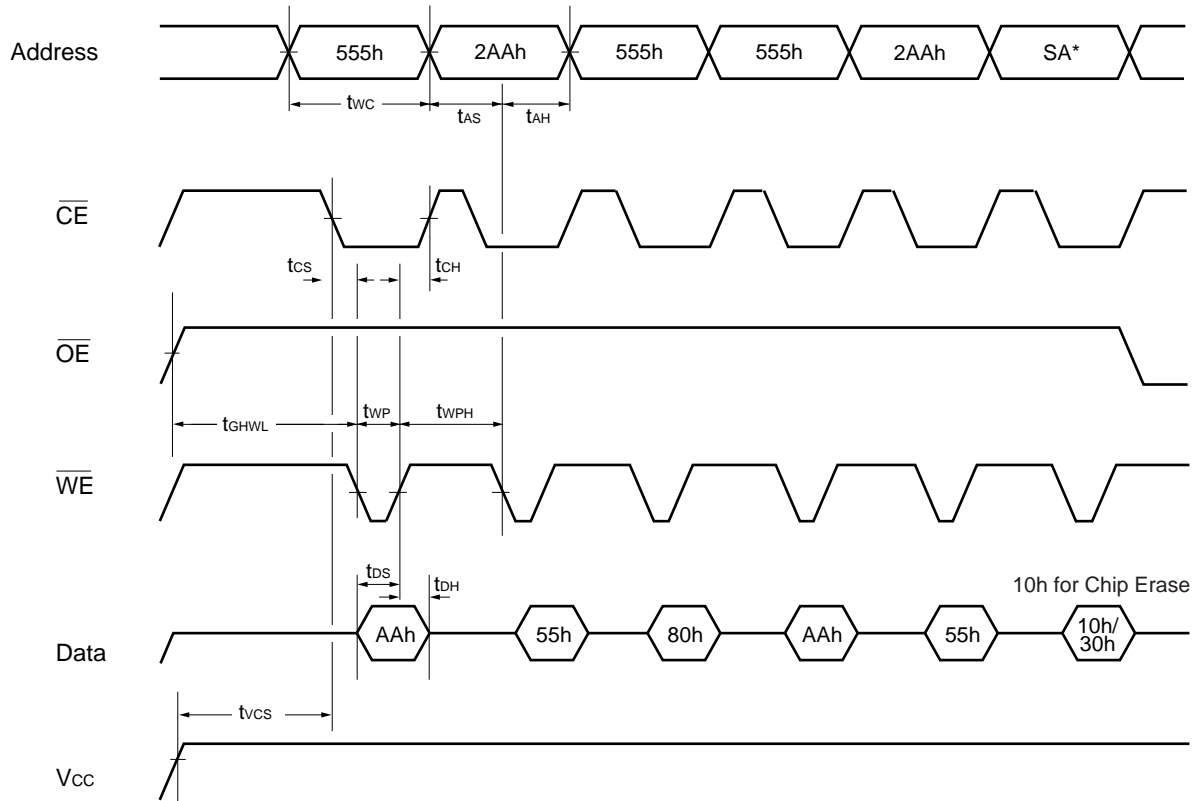 Address
555h
2AAh
555h
555h
2AAh
SA*
tWC
tAS
tAH
CE
tCS
tCH
OE
tGHWL
tWP
tWPH
WE
tDS
tDH
10h for Chip Erase
Data
AAh
55h
80h
AAh
55h
10h/
30h
tVCS
VCC